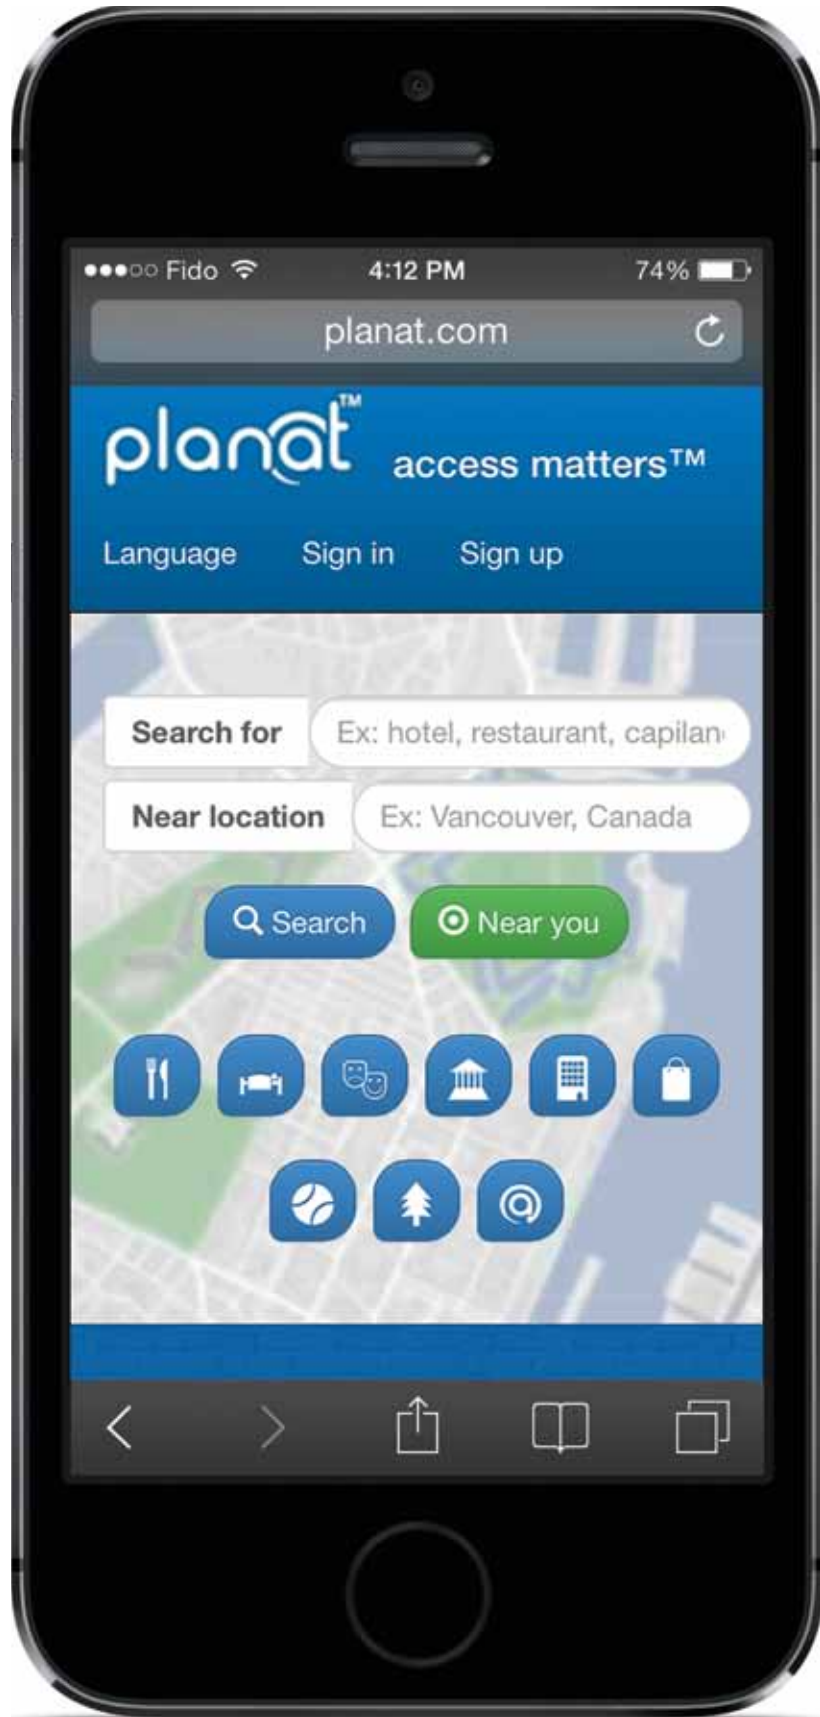 ●●●○○ Fido 4:12 PM 74%
planat.com
planat™ access matters™
Language Sign in Sign up
Search for Ex: hotel, restaurant, capilan
Near location Ex: Vancouver, Canada
Search Near you